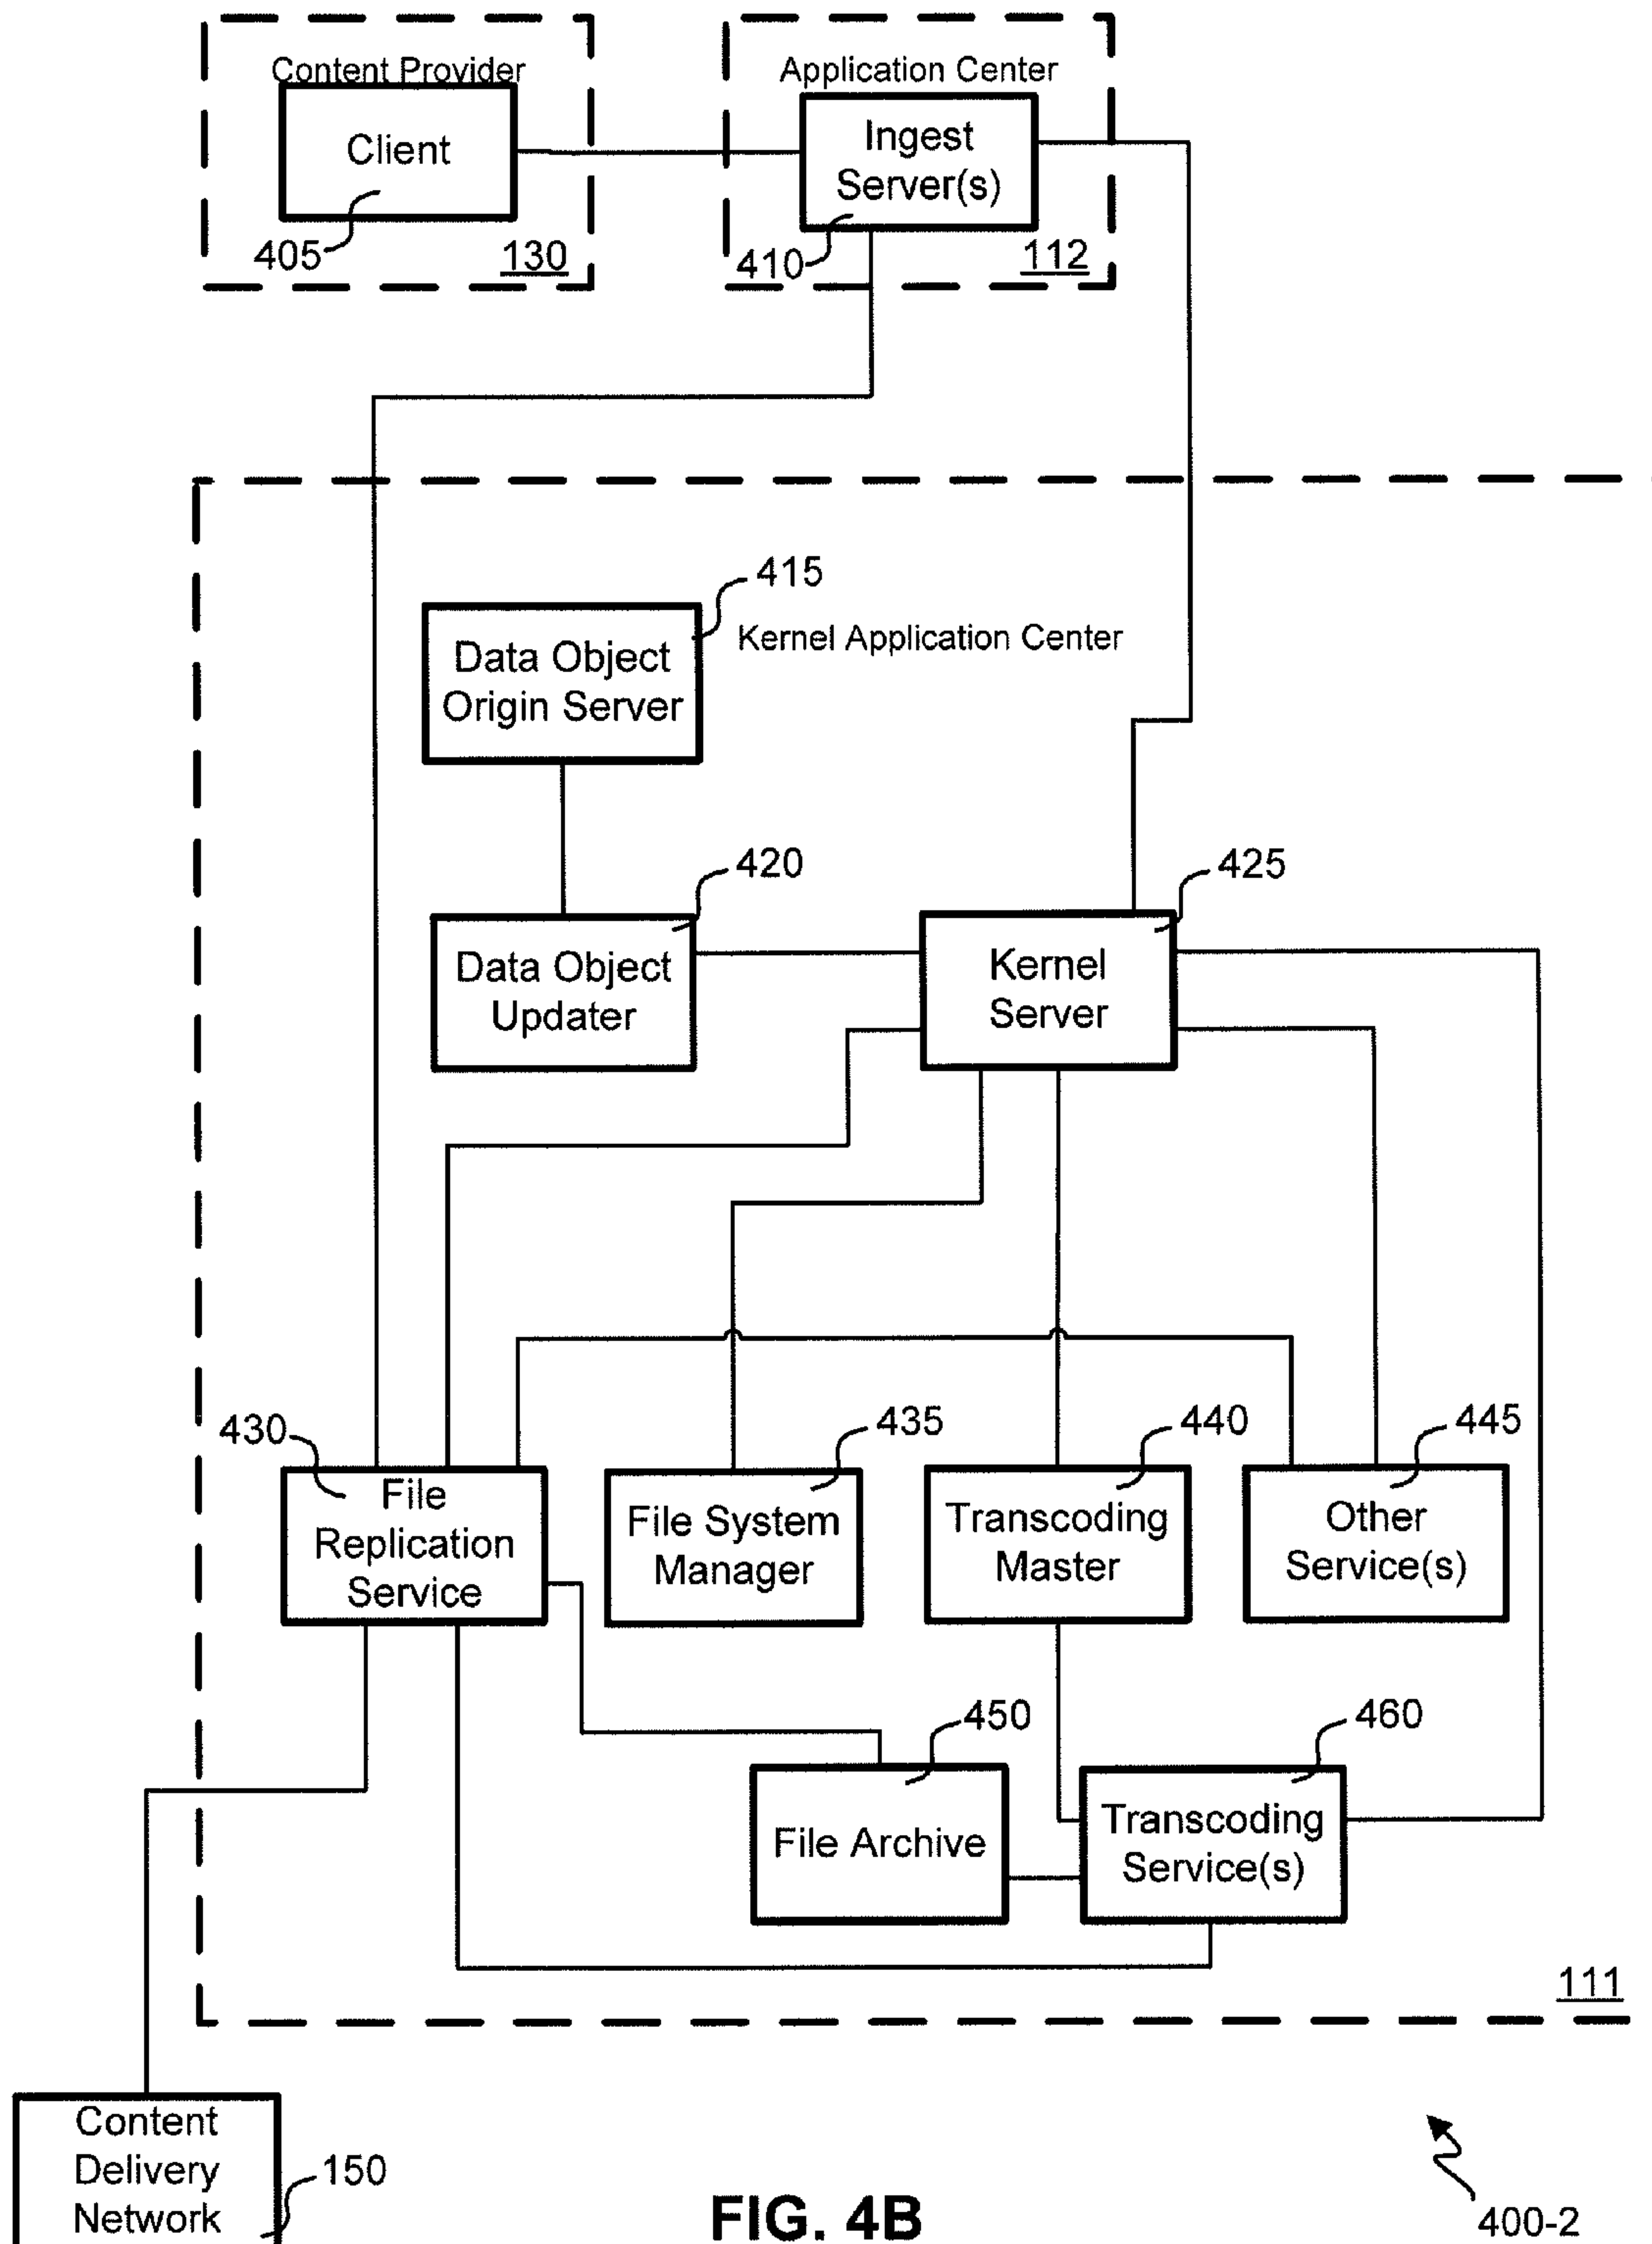 Content Provider
Client
405
130
Application Center
Ingest
Server(s)
410
112
415
Data Object
Origin Server
Kernel Application Center
420
Data Object
Updater
425
Kernel
Server
430
File
Replication
Service
435
File System
Manager
440
Transcoding
Master
445
Other
Service(s)
450
File Archive
460
Transcoding
Service(s)
111
Content
Delivery
Network
150
FIG. 4B
400-2